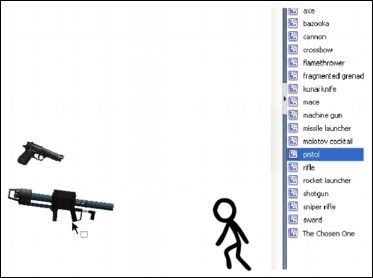 axe
bazooka
cannon
crossbow
flamethrower
fragmented grenad
kunai knife
mace
machine gun
missile launcher
molotov cocktail
pistol
rifle
rocket launcher
shotgun
sniper rifle
sword
The Chosen One